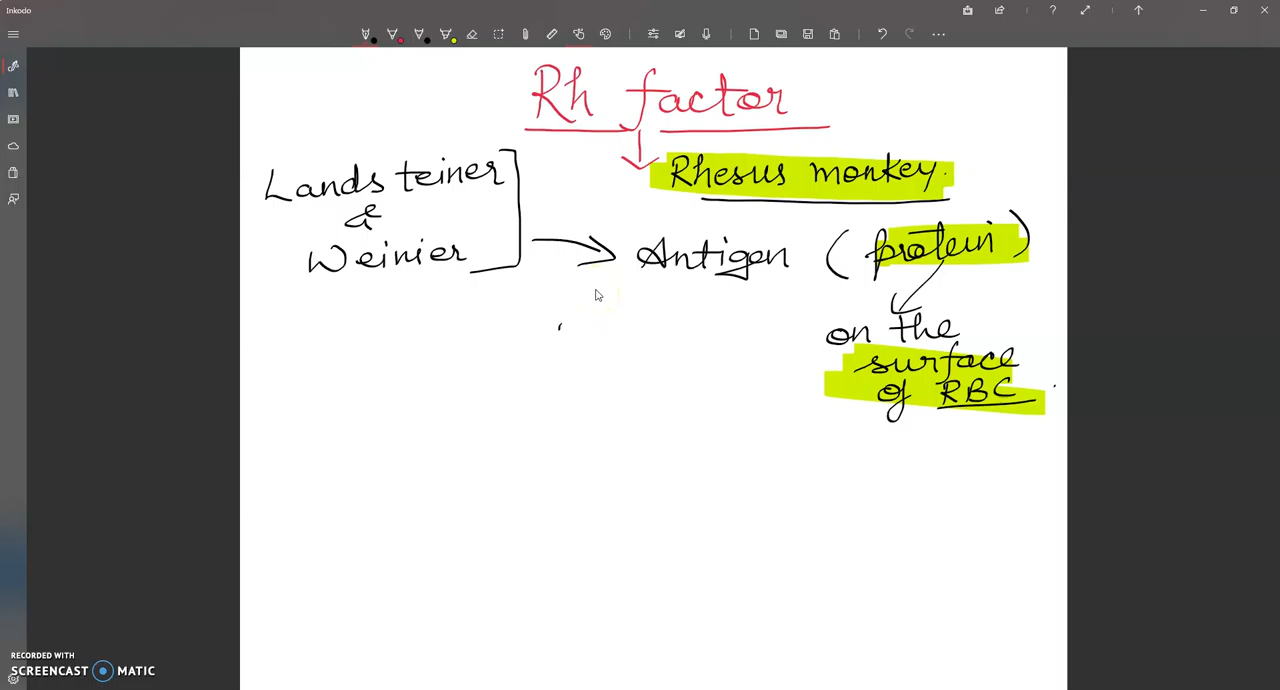 Inkodo
Rh factor
Rhesus monkey.
Landsteiner
&
Weinier
Antigen (protein)
on the
surface
of RBC
RECORDED WITH
SCREENCAST MATIC